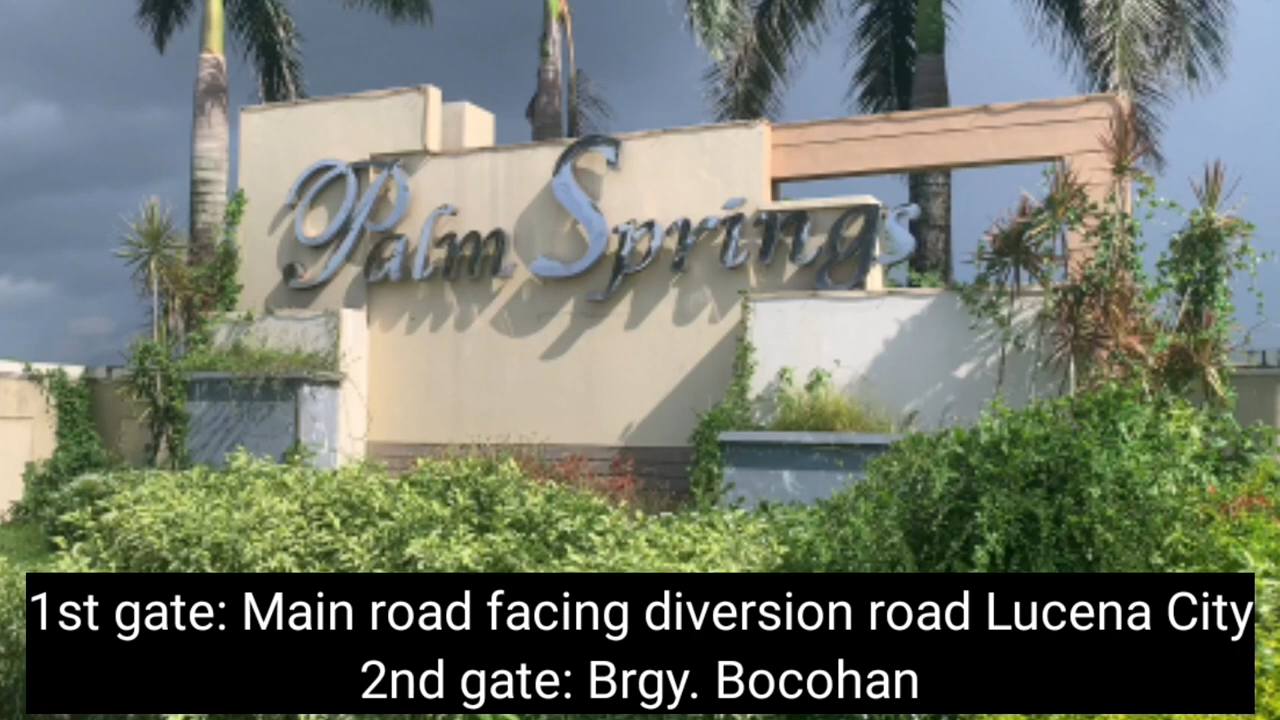 Palm Springs
1st gate: Main road facing diversion road Lucena City
2nd gate: Brgy. Bocohan